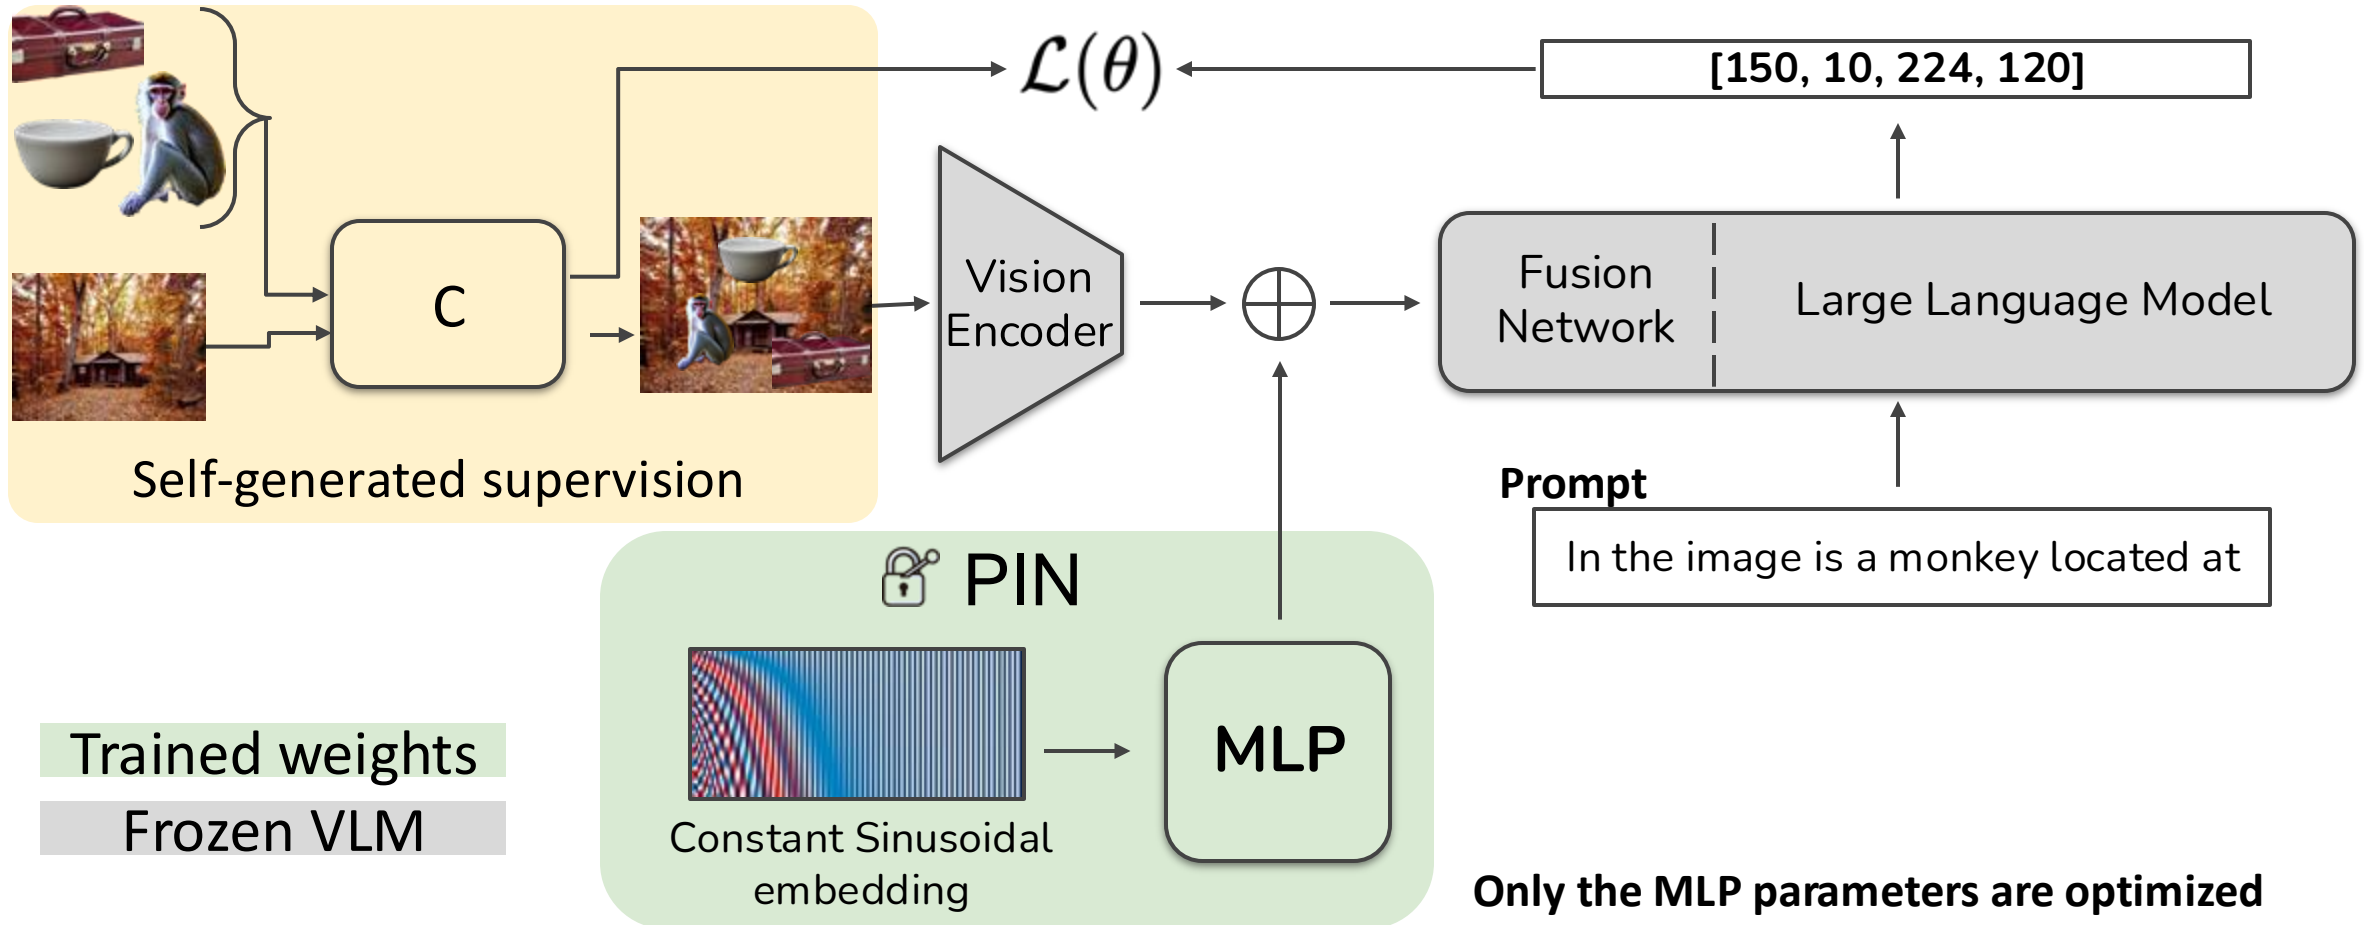 ℒ(θ)
[150, 10, 224, 120]
C
Vision
Encoder
Fusion
Network
Large Language Model
Self-generated supervision
Prompt
In the image is a monkey located at
PIN
MLP
Constant Sinusoidal
embedding
Trained weights
Frozen VLM
Only the MLP parameters are optimized